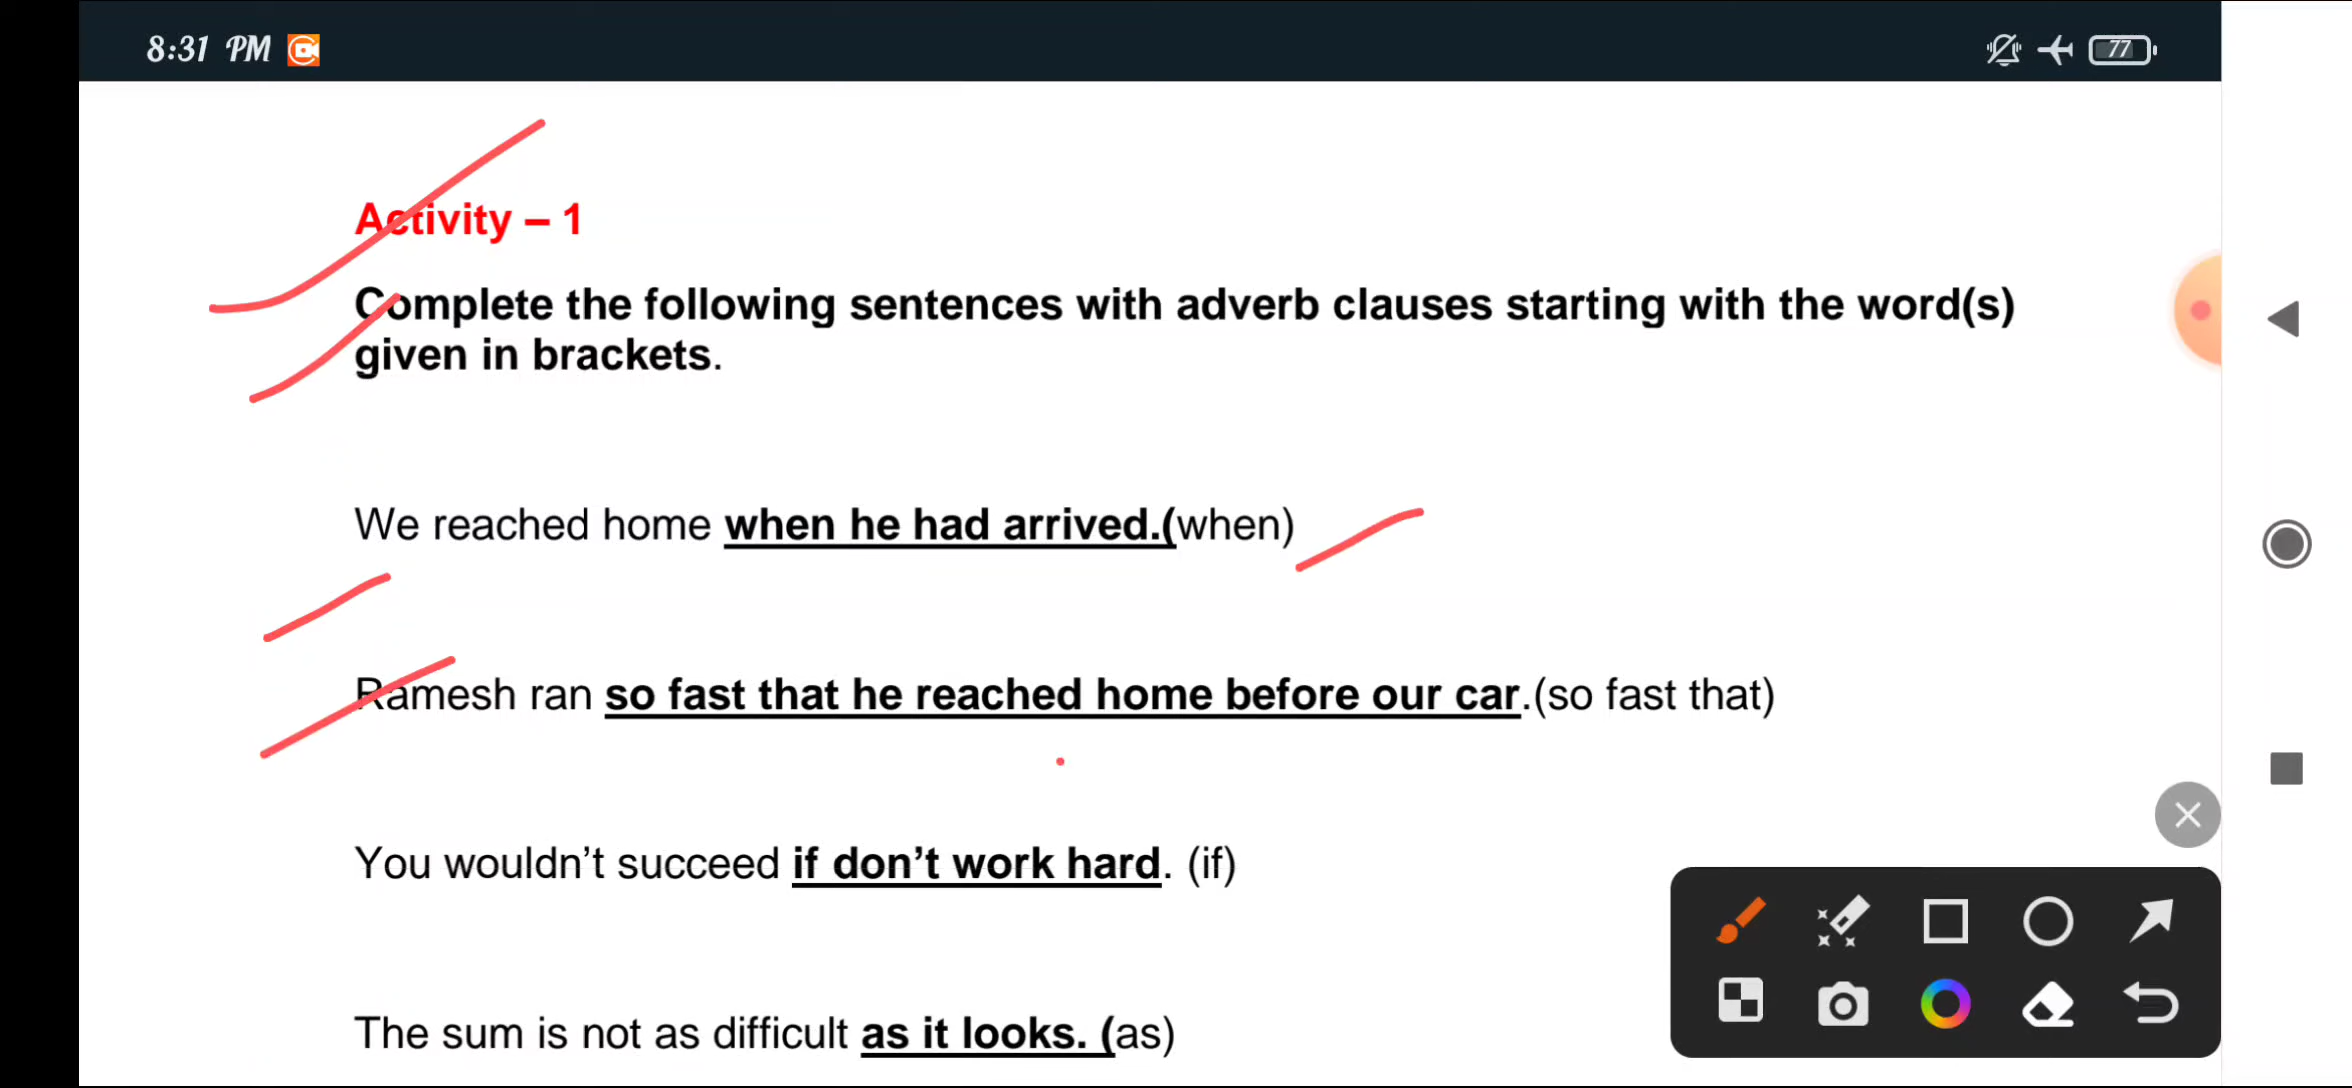 8:31 PM
77
Activity – 1
Complete the following sentences with adverb clauses starting with the word(s)
given in brackets.
We reached home when he had arrived.(when)
Ramesh ran so fast that he reached home before our car.(so fast that)
You wouldn’t succeed if don’t work hard. (if)
The sum is not as difficult as it looks. (as)